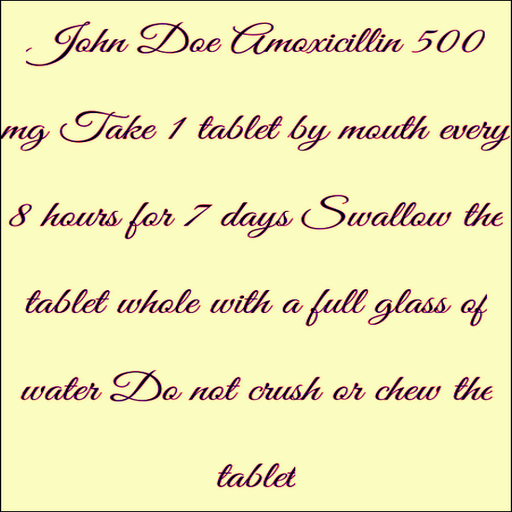 John Doe Amoxicillin 500
mg Take 1 tablet by mouth every
8 hours for 7 days Swallow the
tablet whole with a full glass of
water Do not crush or chew the
tablet